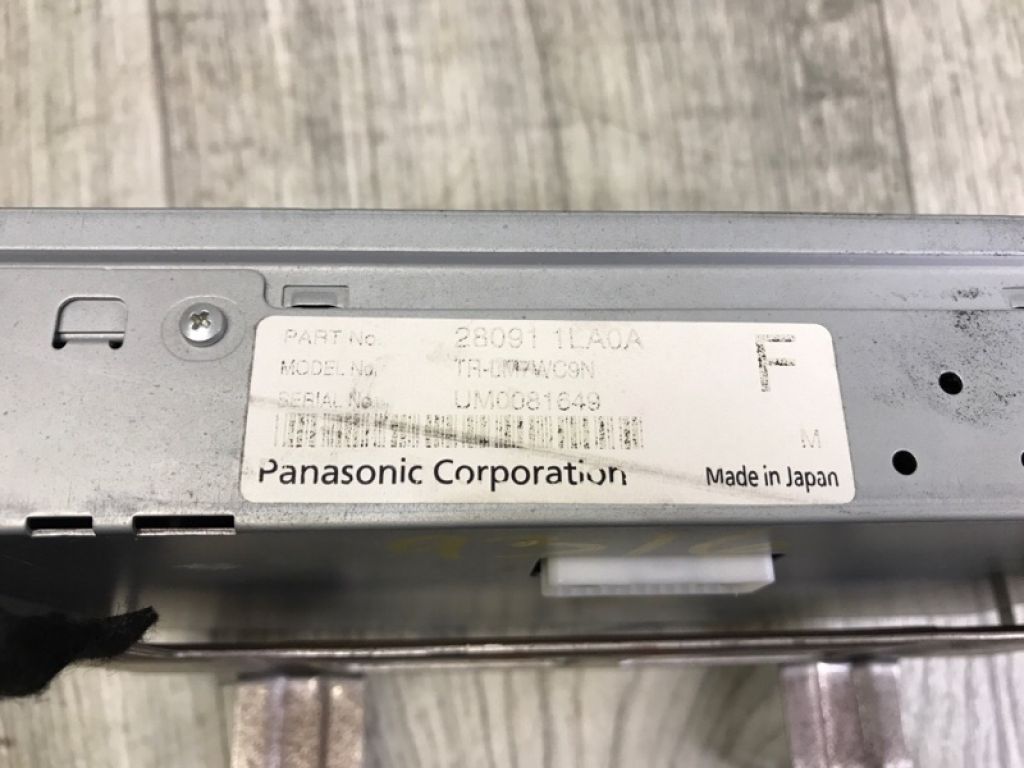 PART No. 28091 1LA0A
MODEL No.
F
SERIAL No. UM0081649
M
Panasonic Corporation
Made in Japan